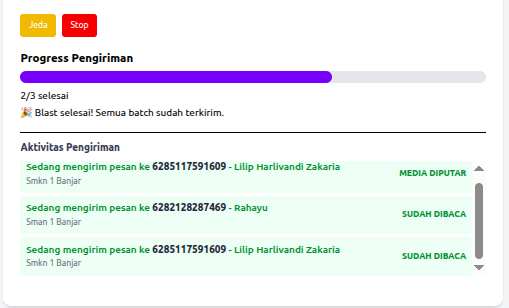 Jeda Stop
Progress Pengiriman
2/3 selesai
🎉 Blast selesai! Semua batch sudah terkirim.
Aktivitas Pengiriman
Sedang mengirim pesan ke 6285117591609 - Lilip Harlivandi Zakaria
MEDIA DIPUTAR
Smkn 1 Banjar
Sedang mengirim pesan ke 6282128287469 - Rahayu
SUDAH DIBACA
Sman 1 Banjar
Sedang mengirim pesan ke 6285117591609 - Lilip Harlivandi Zakaria
SUDAH DIBACA
Smkn 1 Banjar